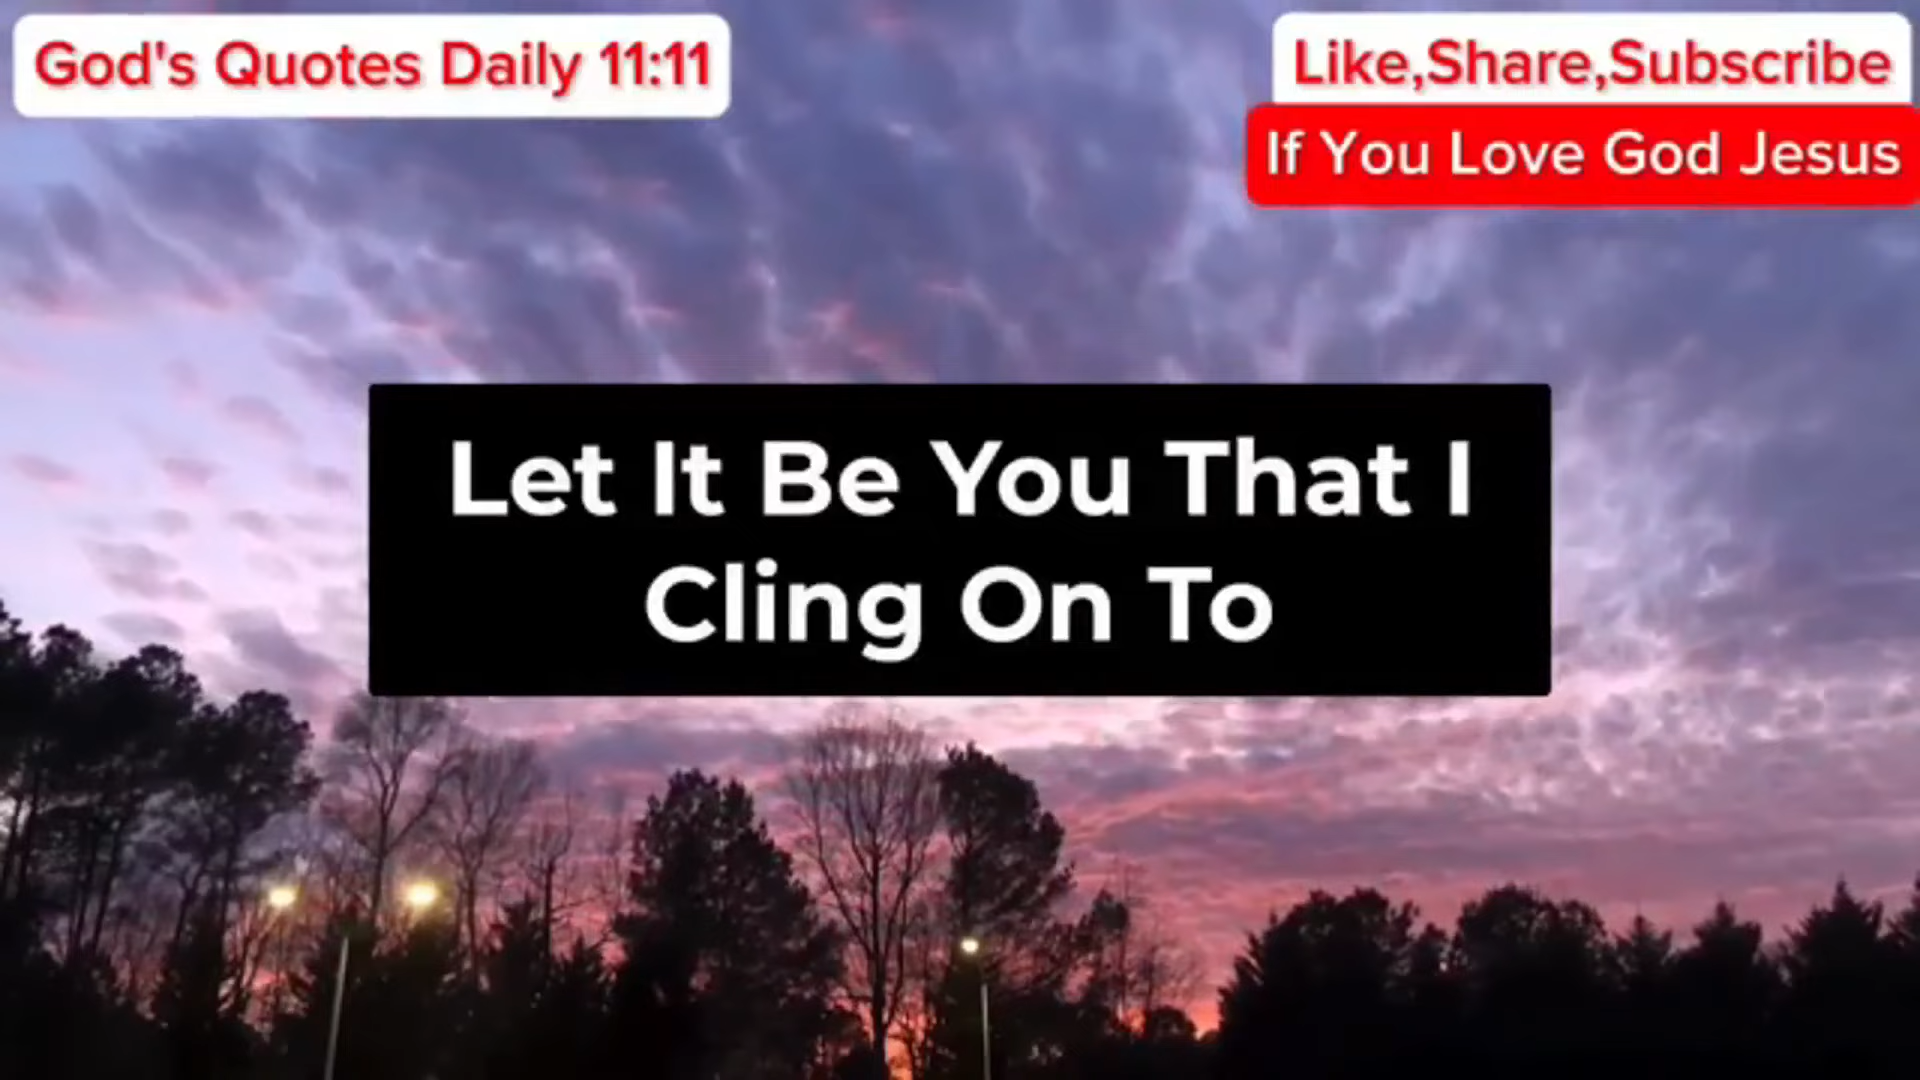 God's Quotes Daily 11:11
Like,Share,Subscribe
If You Love God Jesus
Let It Be You That I
Cling On To